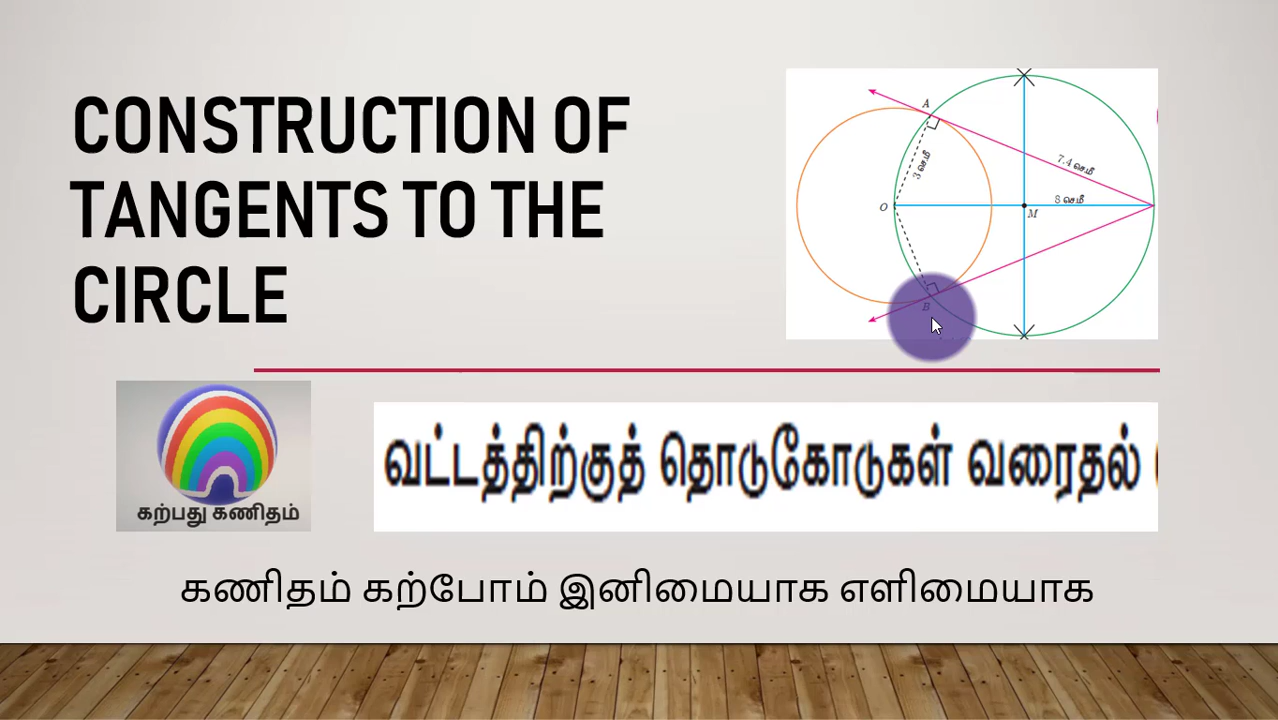 CONSTRUCTION OF
TANGENTS TO THE
CIRCLE
A
3 செமீ
7.4 செமீ
O
M
8 செமீ
B
கற்பது கணிதம்
வட்டத்திற்குத் தொடுகோடுகள் வரைதல்
கணிதம் கற்போம் இனிமையாக எளிமையாக